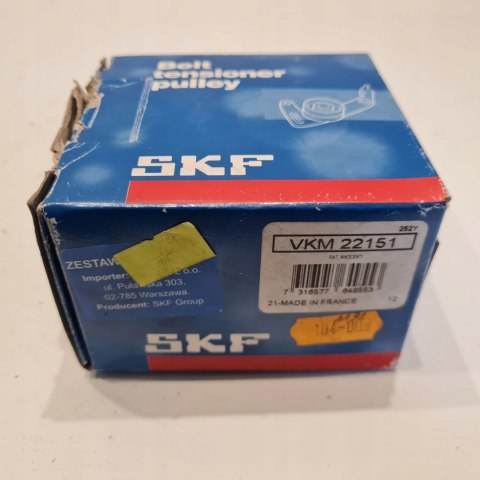 Belt
tensioner
pulley
SKF
262Y
VKM 22151
7 316577 649553
21-MADE IN FRANCE 12
ZESTAW
Importer: o.o.
ul. Puławska 303,
02-785 Warszawa
Producent: SKF Group
SKF